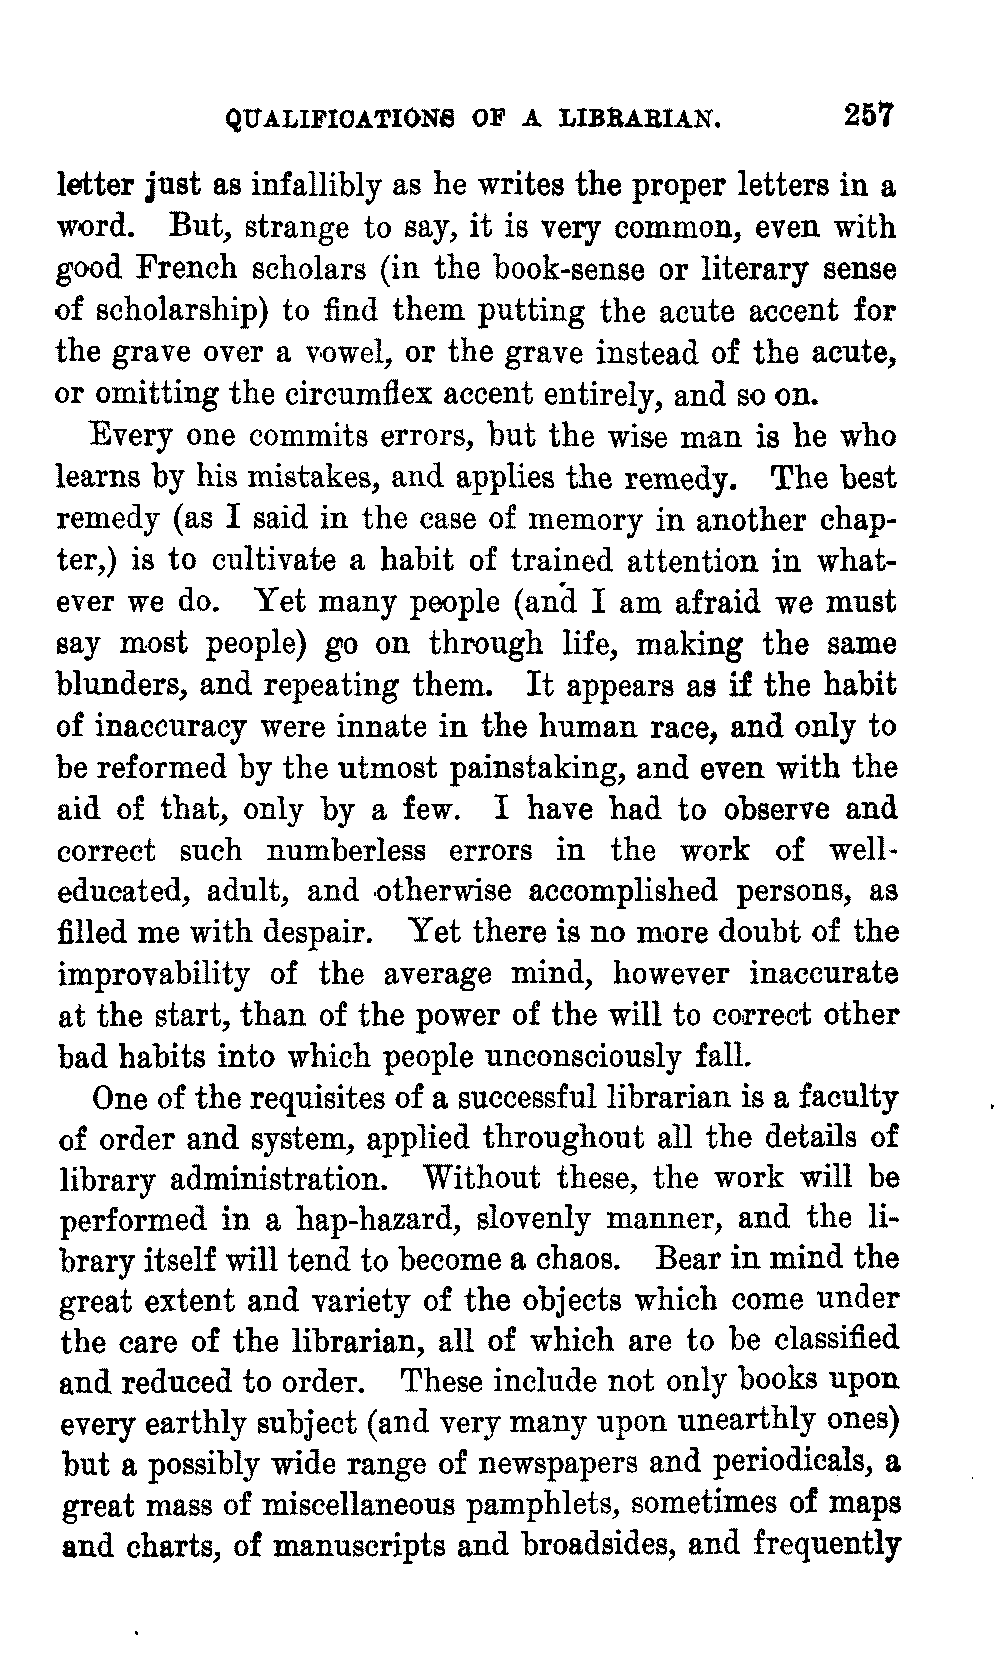 QUALIFICATIONS OF A LIBRARIAN. 257
letter just as infallibly as he writes the proper letters in a
word. But, strange to say, it is very common, even with
good French scholars (in the book-sense or literary sense
of scholarship) to find them putting the acute accent for
the grave over a vowel, or the grave instead of the acute,
or omitting the circumflex accent entirely, and so on.
Every one commits errors, but the wise man is he who
learns by his mistakes, and applies the remedy. The best
remedy (as I said in the case of memory in another chap-
ter,) is to cultivate a habit of trained attention in what-
ever we do. Yet many people (and I am afraid we must
say most people) go on through life, making the same
blunders, and repeating them. It appears as if the habit
of inaccuracy were innate in the human race, and only to
be reformed by the utmost painstaking, and even with the
aid of that, only by a few. I have had to observe and
correct such numberless errors in the work of well-
educated, adult, and otherwise accomplished persons, as
filled me with despair. Yet there is no more doubt of the
improvability of the average mind, however inaccurate
at the start, than of the power of the will to correct other
bad habits into which people unconsciously fall.
One of the requisites of a successful librarian is a faculty
of order and system, applied throughout all the details of
library administration. Without these, the work will be
performed in a hap-hazard, slovenly manner, and the li-
brary itself will tend to become a chaos. Bear in mind the
great extent and variety of the objects which come under
the care of the librarian, all of which are to be classified
and reduced to order. These include not only books upon
every earthly subject (and very many upon unearthly ones)
but a possibly wide range of newspapers and periodicals, a
great mass of miscellaneous pamphlets, sometimes of maps
and charts, of manuscripts and broadsides, and frequently